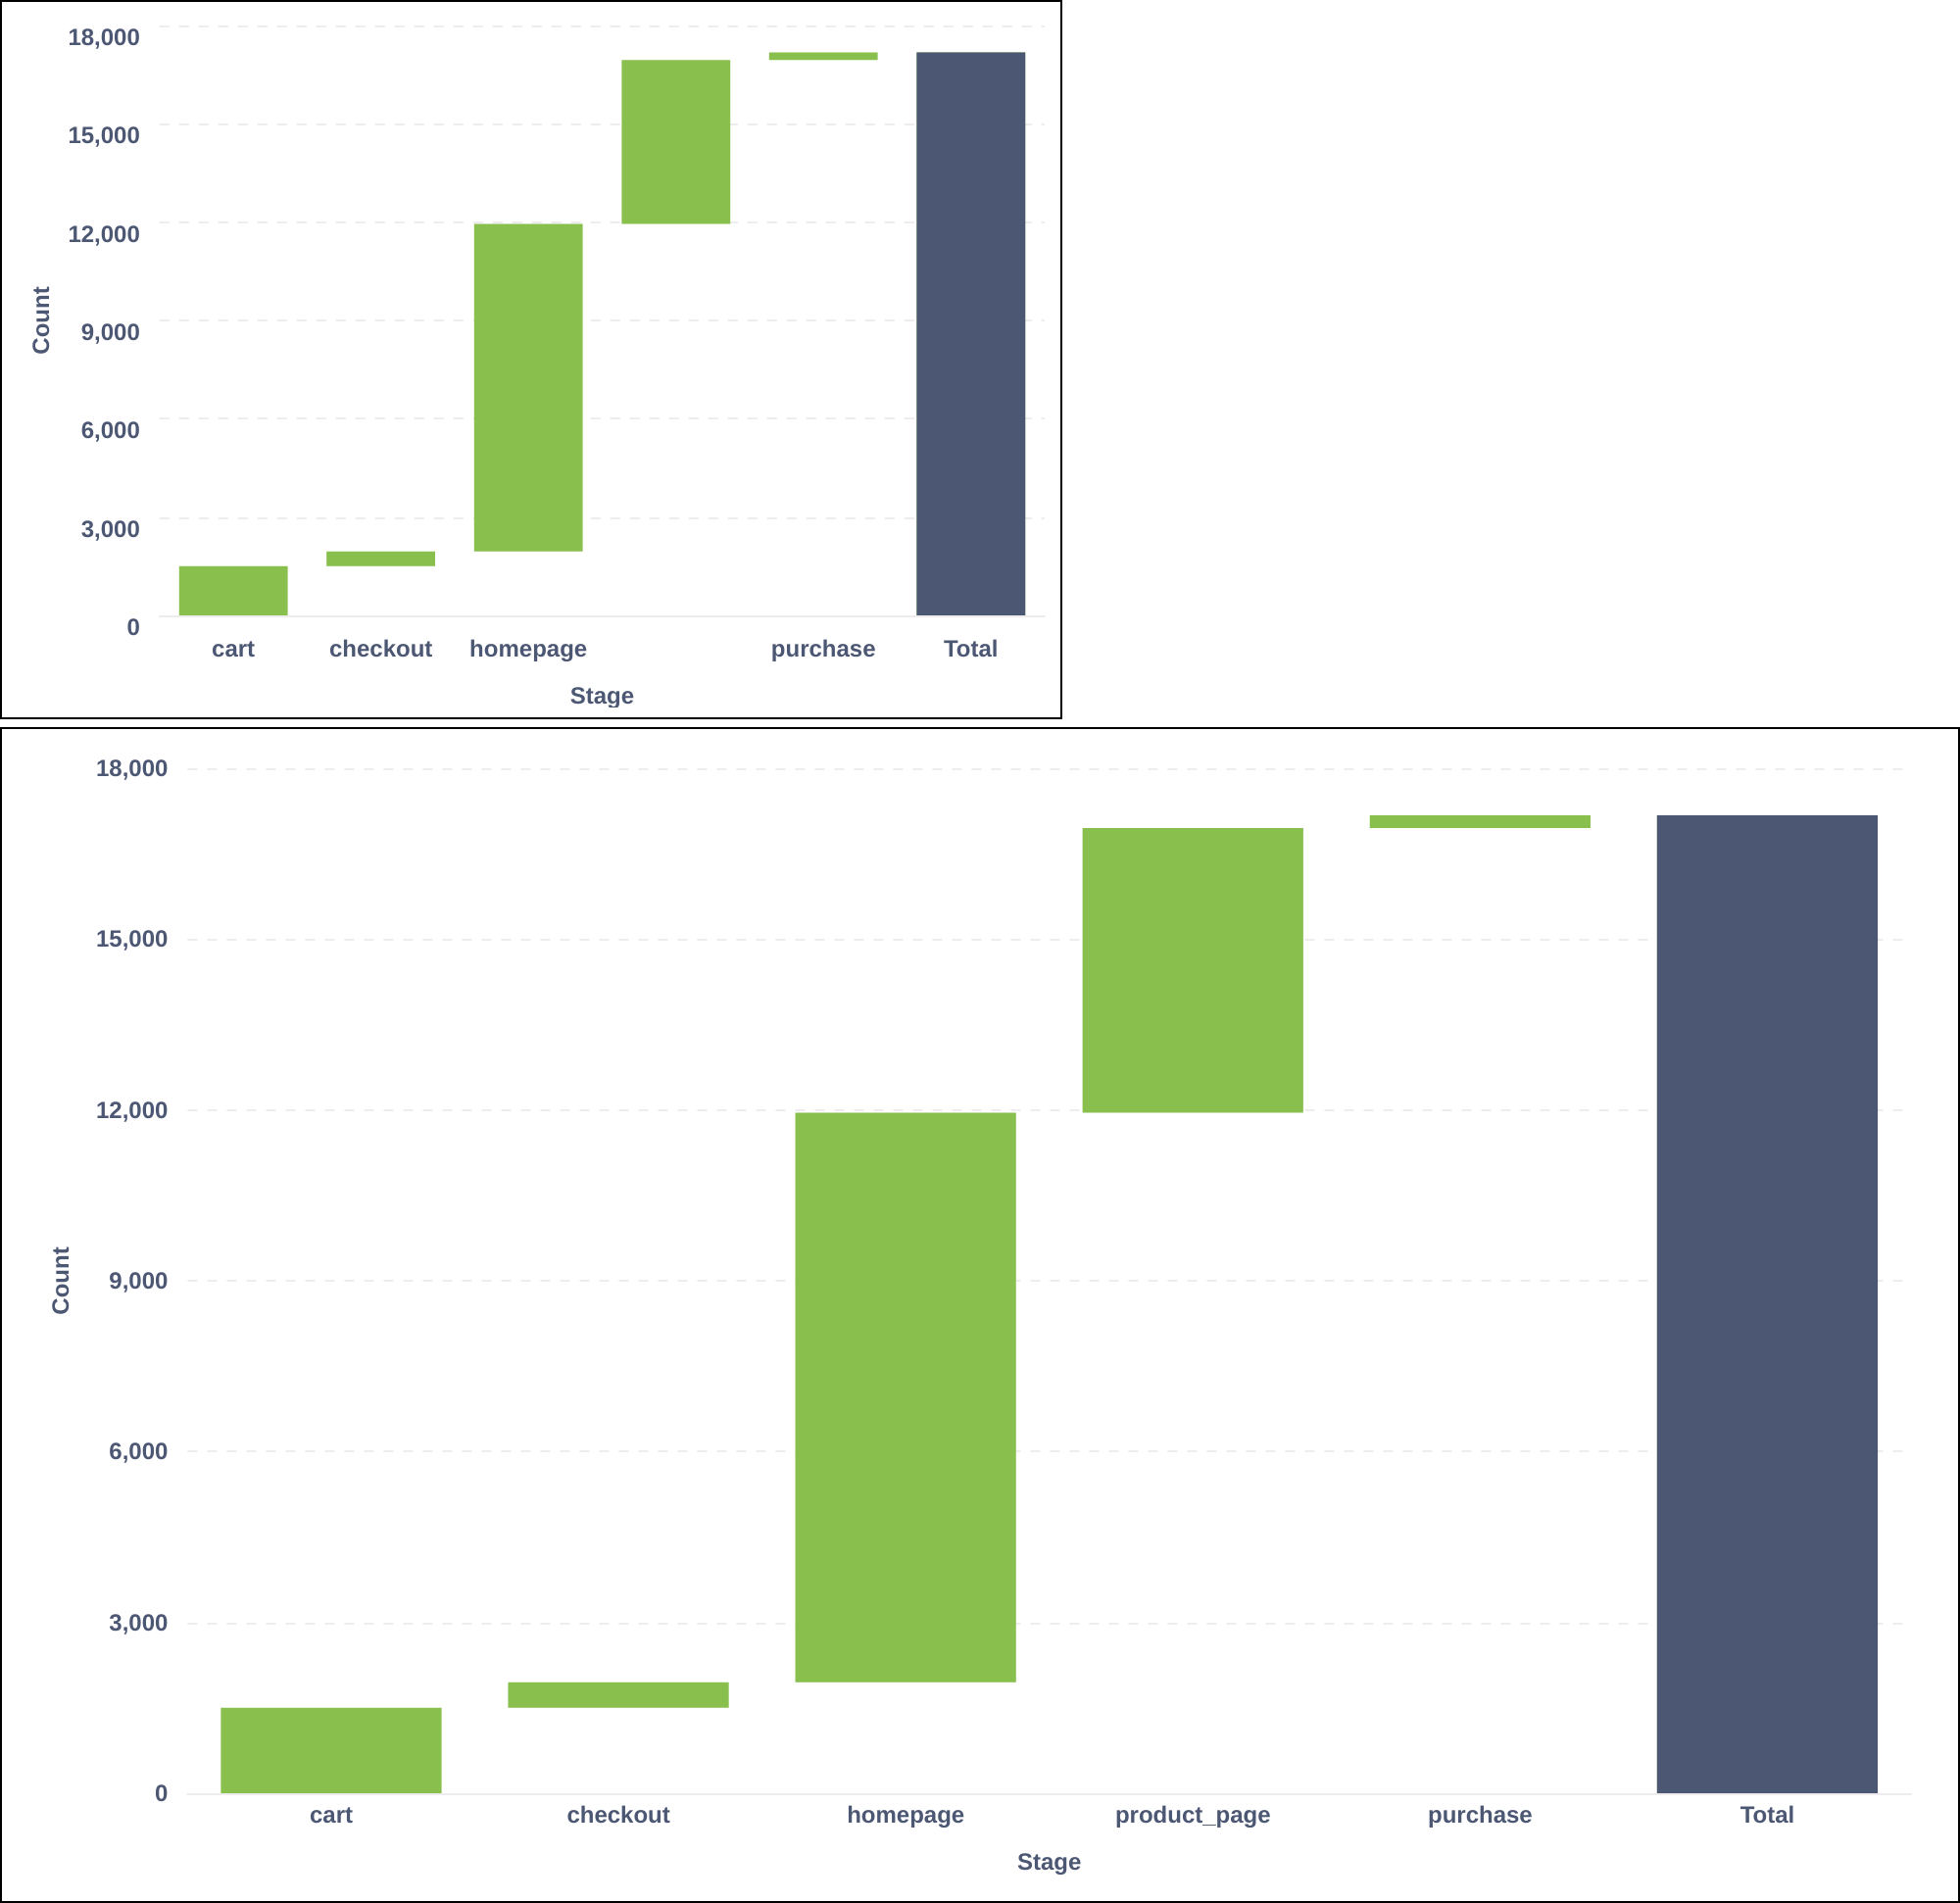 18,000
15,000
12,000
9,000
6,000
3,000
0
Count
cart checkout homepage purchase Total
Stage
18,000
15,000
12,000
9,000
6,000
3,000
0
Count
cart checkout homepage product_page purchase Total
Stage